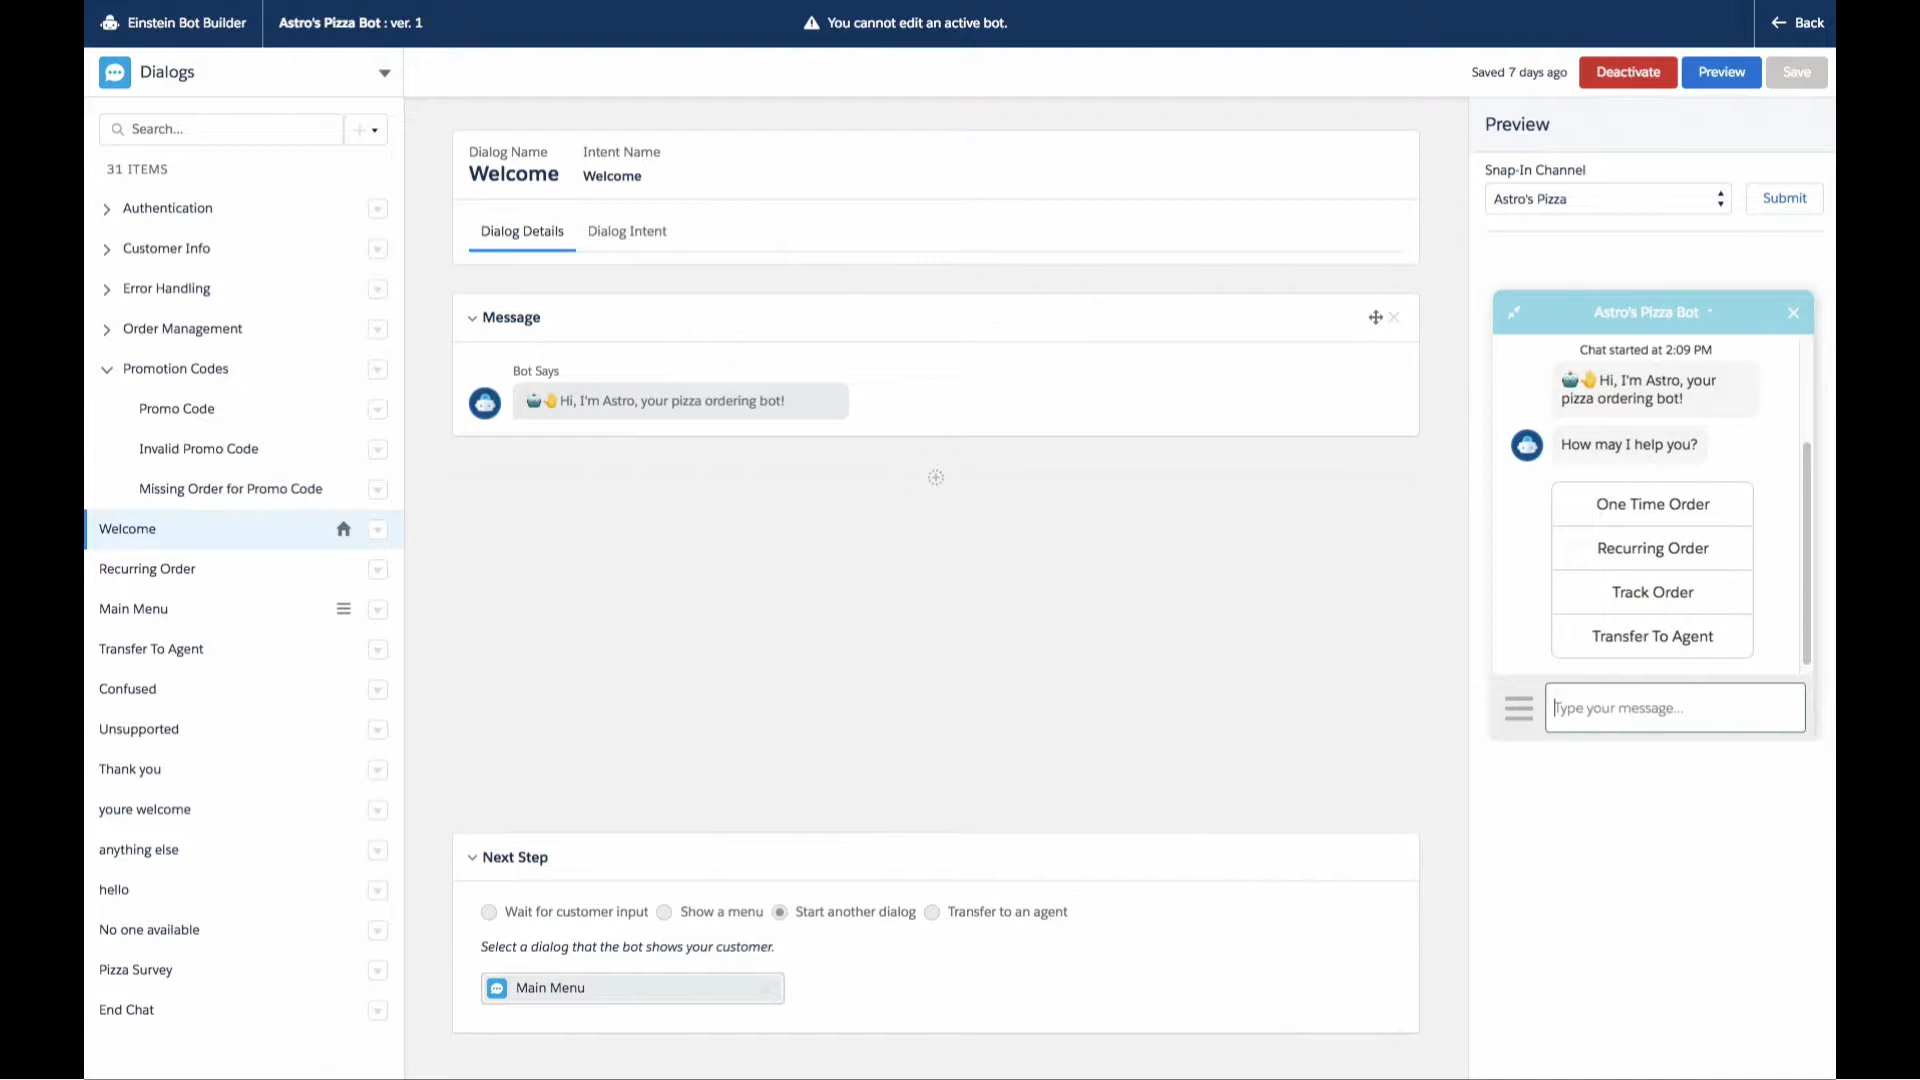 Einstein Bot Builder
Astro's Pizza Bot : ver. 1
You cannot edit an active bot.
Back
Dialogs
Saved 7 days ago
Deactivate
Preview
Save
Search...
31 ITEMS
Authentication
Customer Info
Error Handling
Order Management
Promotion Codes
Promo Code
Invalid Promo Code
Missing Order for Promo Code
Welcome
Recurring Order
Main Menu
Transfer To Agent
Confused
Unsupported
Thank you
youre welcome
anything else
hello
No one available
Pizza Survey
End Chat
Dialog Name
Intent Name
Welcome
Welcome
Dialog Details
Dialog Intent
Message
Bot Says
🤖🤚Hi, I'm Astro, your pizza ordering bot!
Next Step
Wait for customer input
Show a menu
Start another dialog
Transfer to an agent
Select a dialog that the bot shows your customer.
Main Menu
Preview
Snap-In Channel
Astro's Pizza
Submit
Astro's Pizza Bot
Chat started at 2:09 PM
🤖🤚Hi, I'm Astro, your
pizza ordering bot!
How may I help you?
One Time Order
Recurring Order
Track Order
Transfer To Agent
Type your message...